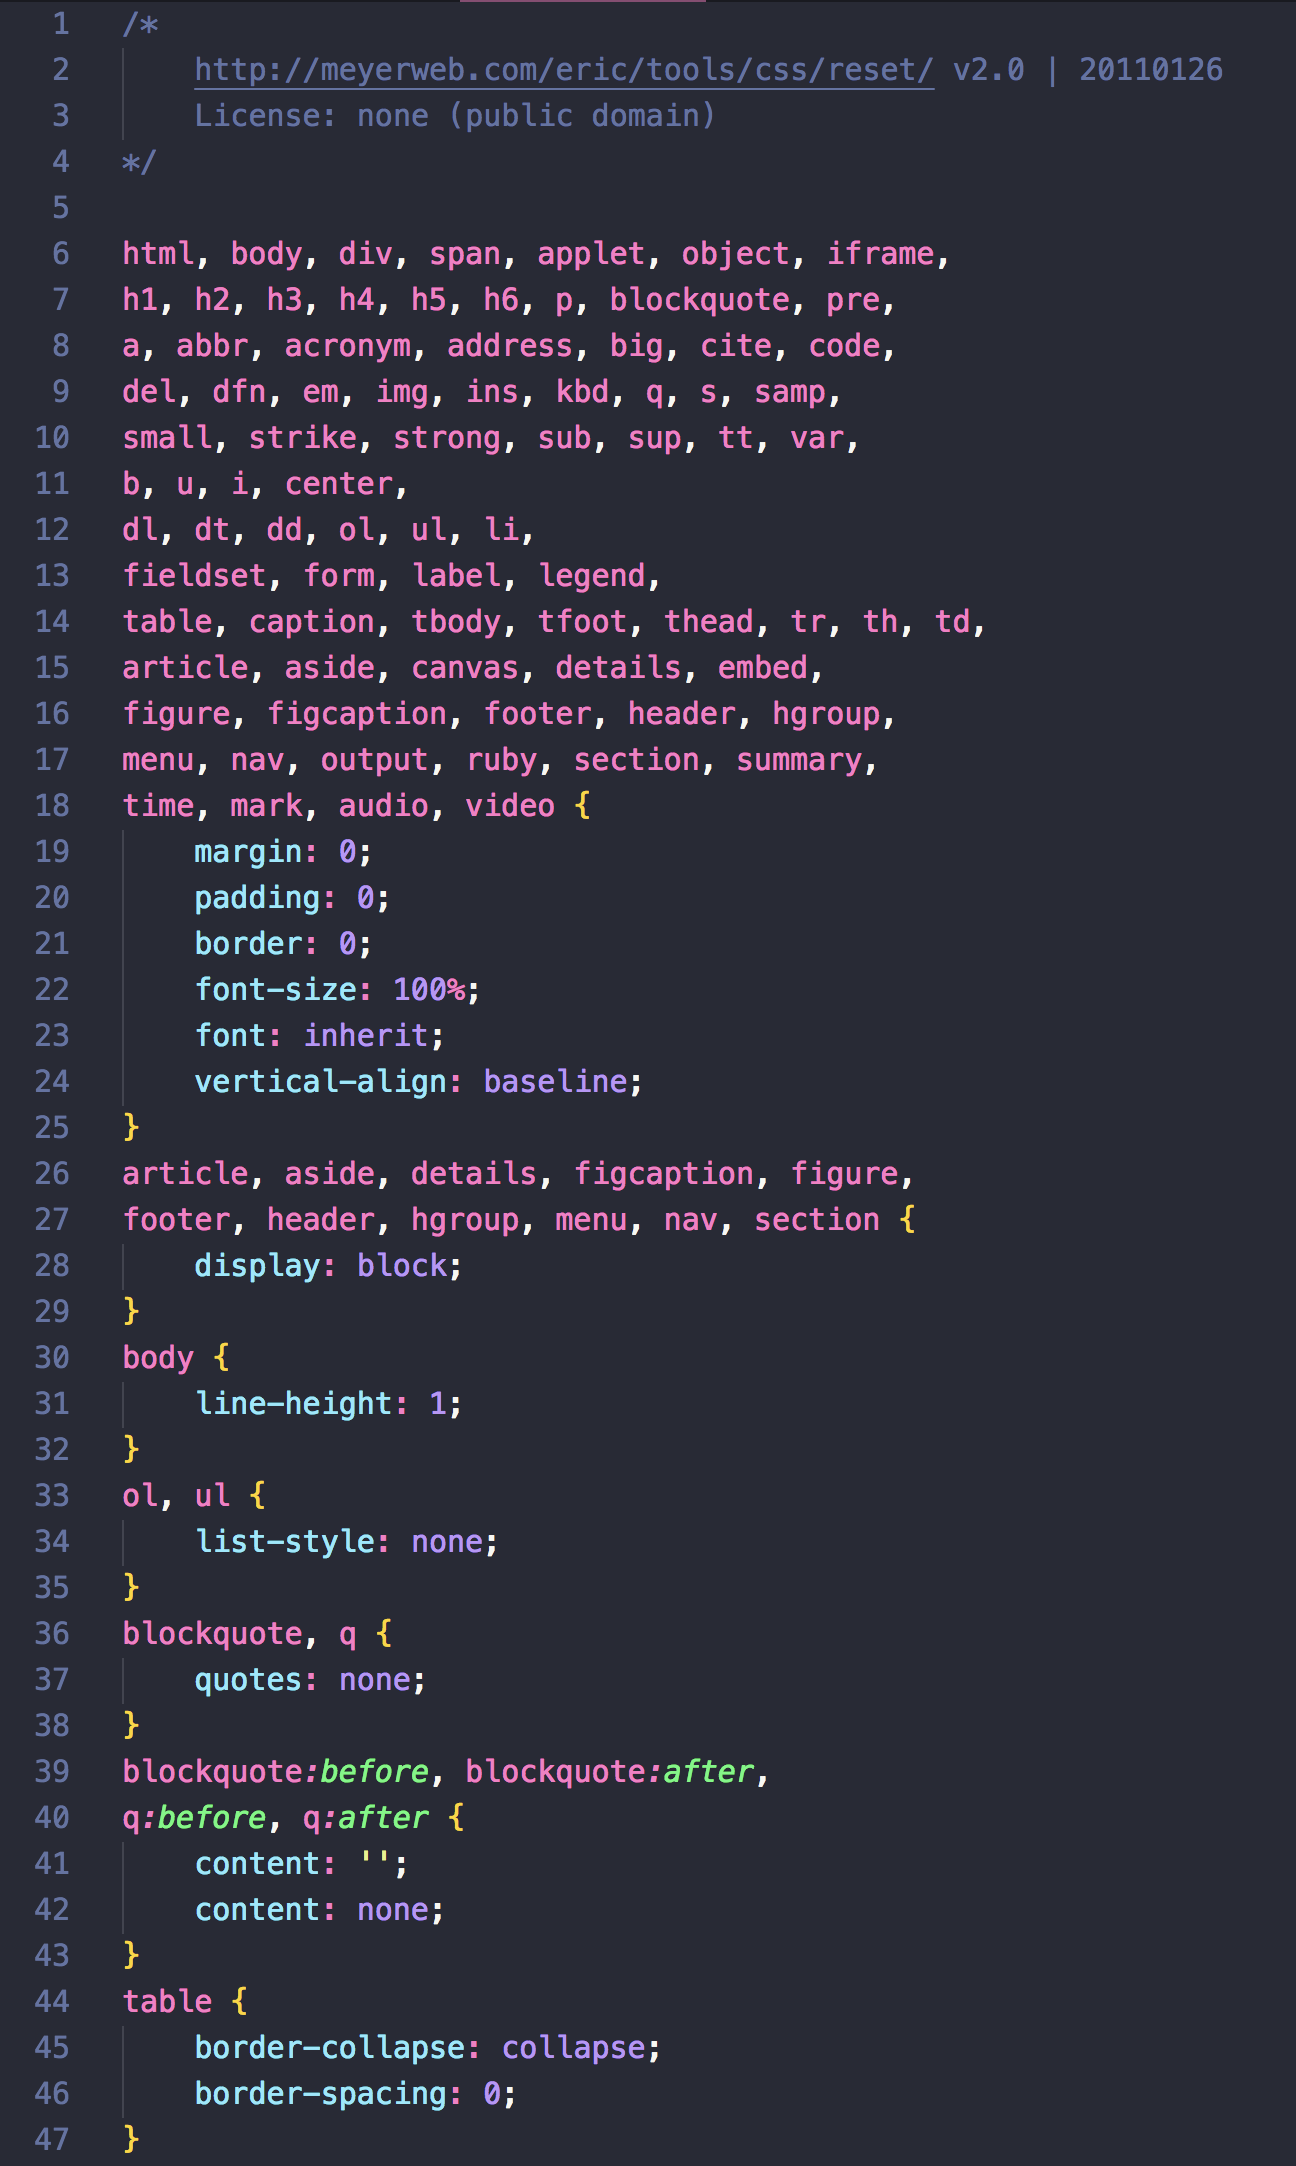 1 /*
2 http://meyerweb.com/eric/tools/css/reset/ v2.0 | 20110126
3 License: none (public domain)
4 */
5
6 html, body, div, span, applet, object, iframe,
7 h1, h2, h3, h4, h5, h6, p, blockquote, pre,
8 a, abbr, acronym, address, big, cite, code,
9 del, dfn, em, img, ins, kbd, q, s, samp,
10 small, strike, strong, sub, sup, tt, var,
11 b, u, i, center,
12 dl, dt, dd, ol, ul, li,
13 fieldset, form, label, legend,
14 table, caption, tbody, tfoot, thead, tr, th, td,
15 article, aside, canvas, details, embed,
16 figure, figcaption, footer, header, hgroup,
17 menu, nav, output, ruby, section, summary,
18 time, mark, audio, video {
19 margin: 0;
20 padding: 0;
21 border: 0;
22 font-size: 100%;
23 font: inherit;
24 vertical-align: baseline;
25 }
26 article, aside, details, figcaption, figure,
27 footer, header, hgroup, menu, nav, section {
28 display: block;
29 }
30 body {
31 line-height: 1;
32 }
33 ol, ul {
34 list-style: none;
35 }
36 blockquote, q {
37 quotes: none;
38 }
39 blockquote:before, blockquote:after,
40 q:before, q:after {
41 content: '';
42 content: none;
43 }
44 table {
45 border-collapse: collapse;
46 border-spacing: 0;
47 }